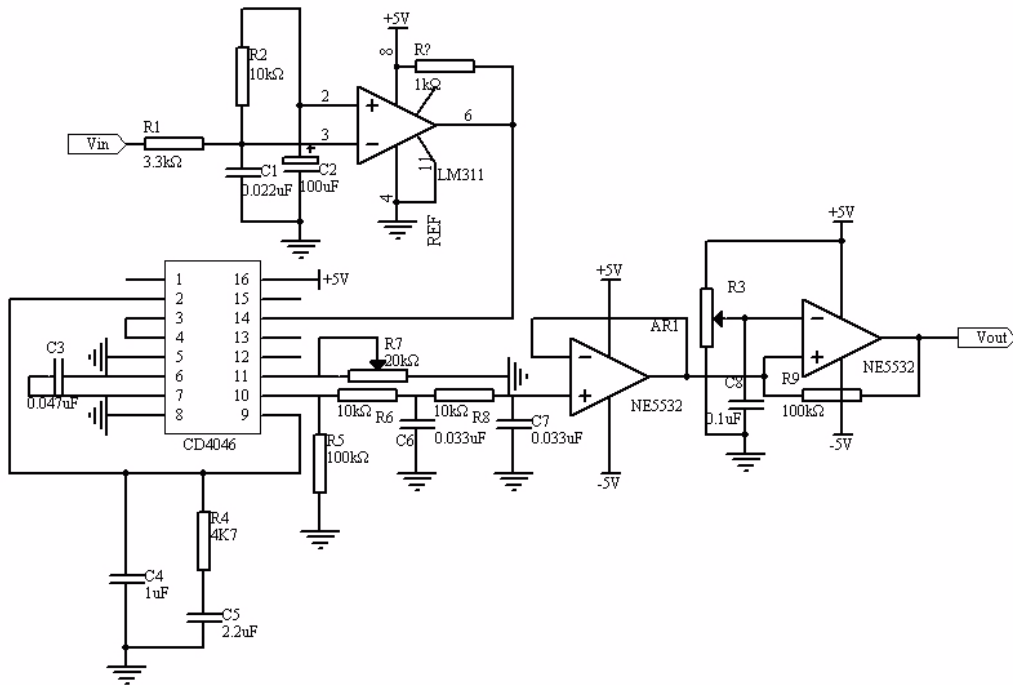 +5V
R2
10kΩ
8
R?
1kΩ
2
6
Vin
R1
3.3kΩ
3
C1
0.022uF
C2
100uF
11
LM311
4
REF
1
2
3
4
5
6
7
8
16
15
14
13
12
11
10
9
CD4046
+5V
C3
0.047uF
R7
20kΩ
10kΩ
R6
10kΩ
R8
C6
0.033uF
C7
0.033uF
R5
100kΩ
R4
4K7
C4
1uF
C5
2.2uF
+5V
AR1
NE5532
-5V
+5V
R3
R9
100kΩ
C8
0.1uF
NE5532
-5V
Vout